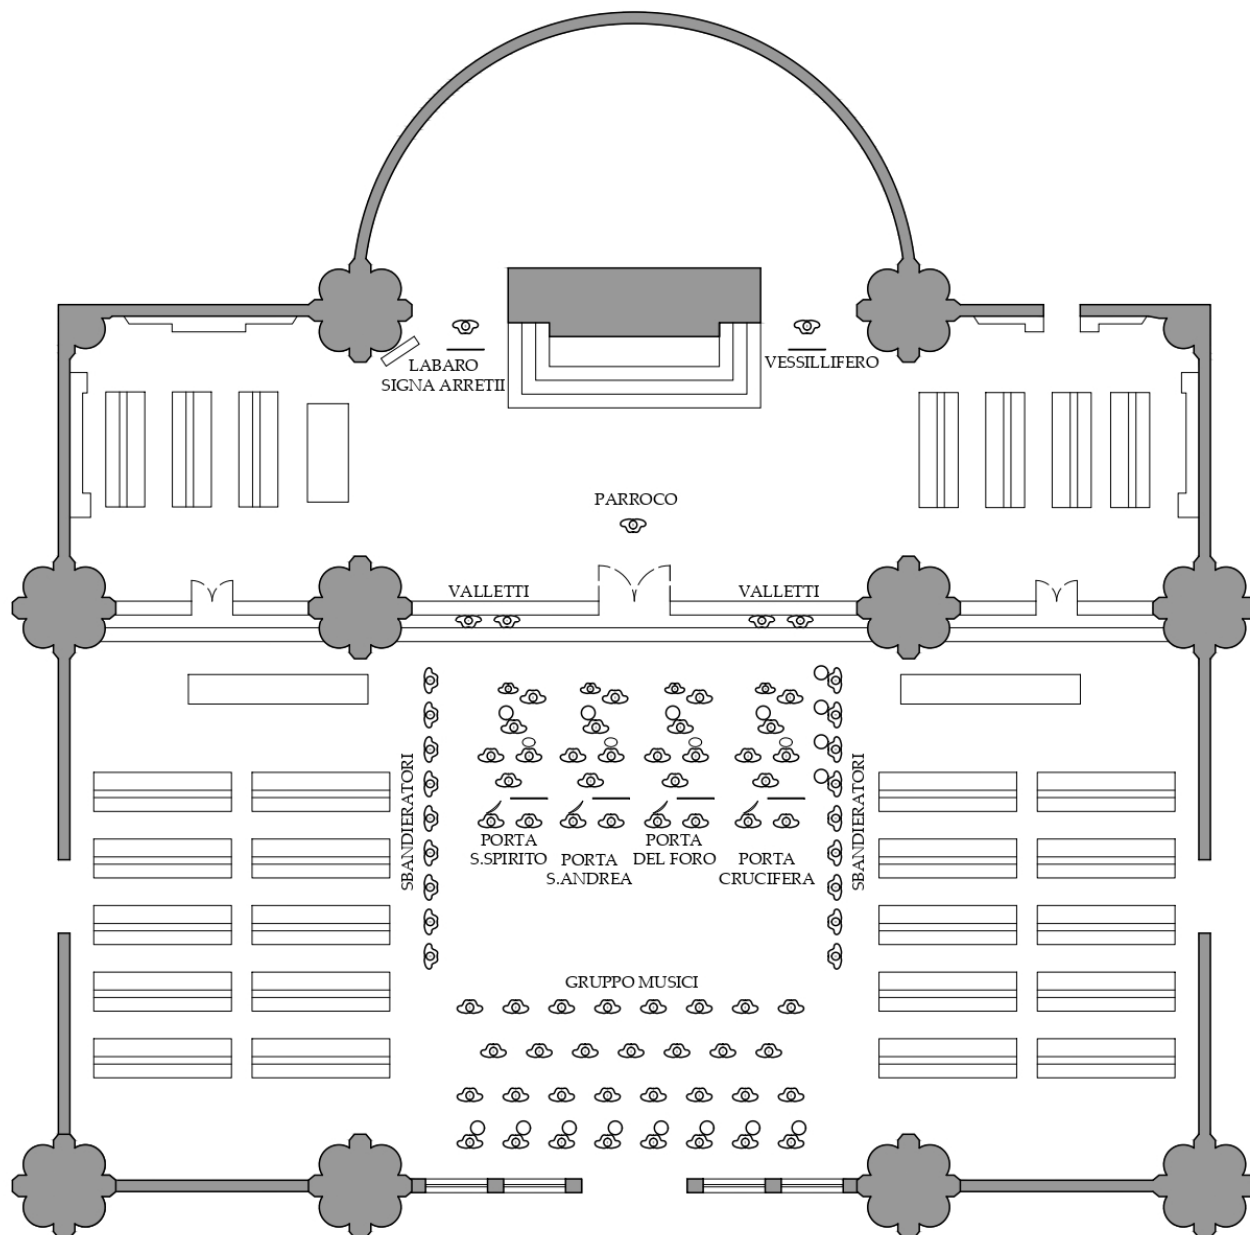 LABARO
SIGNA ARRETII
VESSILLIFERO
PARROCO
VALLETTI
VALLETTI
SBANDIERATORI
SBANDIERATORI
PORTA
S.SPIRITO
PORTA
S.ANDREA
PORTA
DEL FORO
PORTA
CRUCIFERA
GRUPPO MUSICI